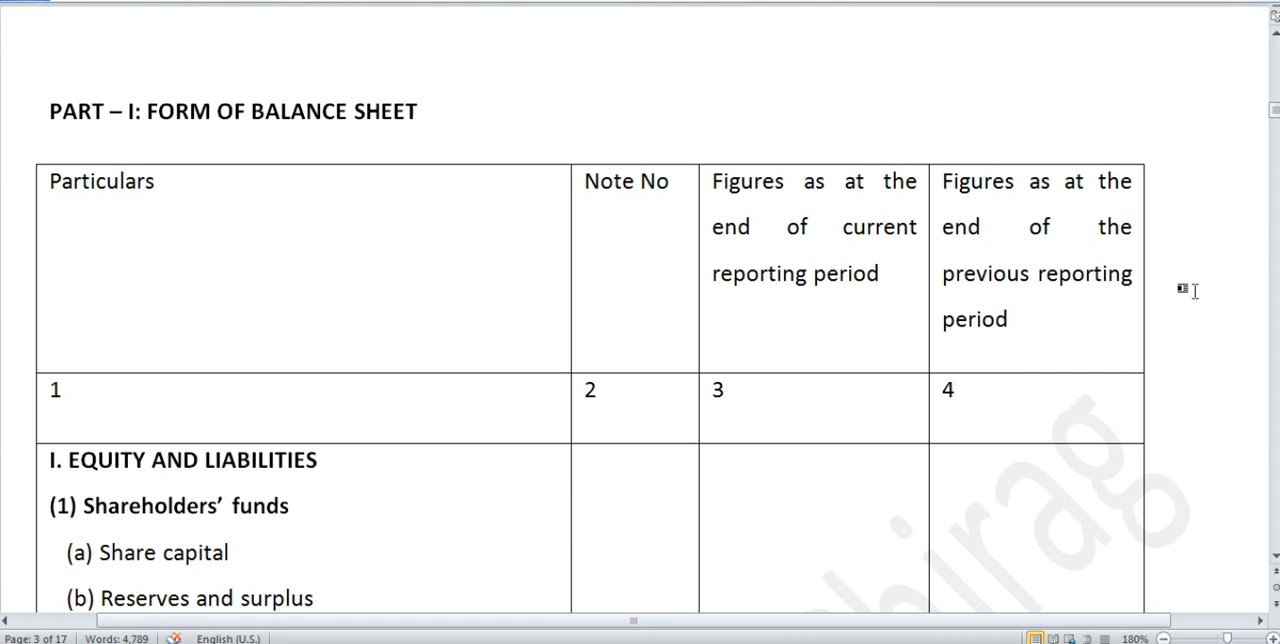 PART – I: FORM OF BALANCE SHEET
Particulars
Note No
Figures as at the
end of current
reporting period
Figures as at the
end of the
previous reporting
period
1
2
3
4
I. EQUITY AND LIABILITIES
(1) Shareholders’ funds
(a) Share capital
(b) Reserves and surplus
Page: 3 of 17
Words: 4,789
English (U.S.)
180%